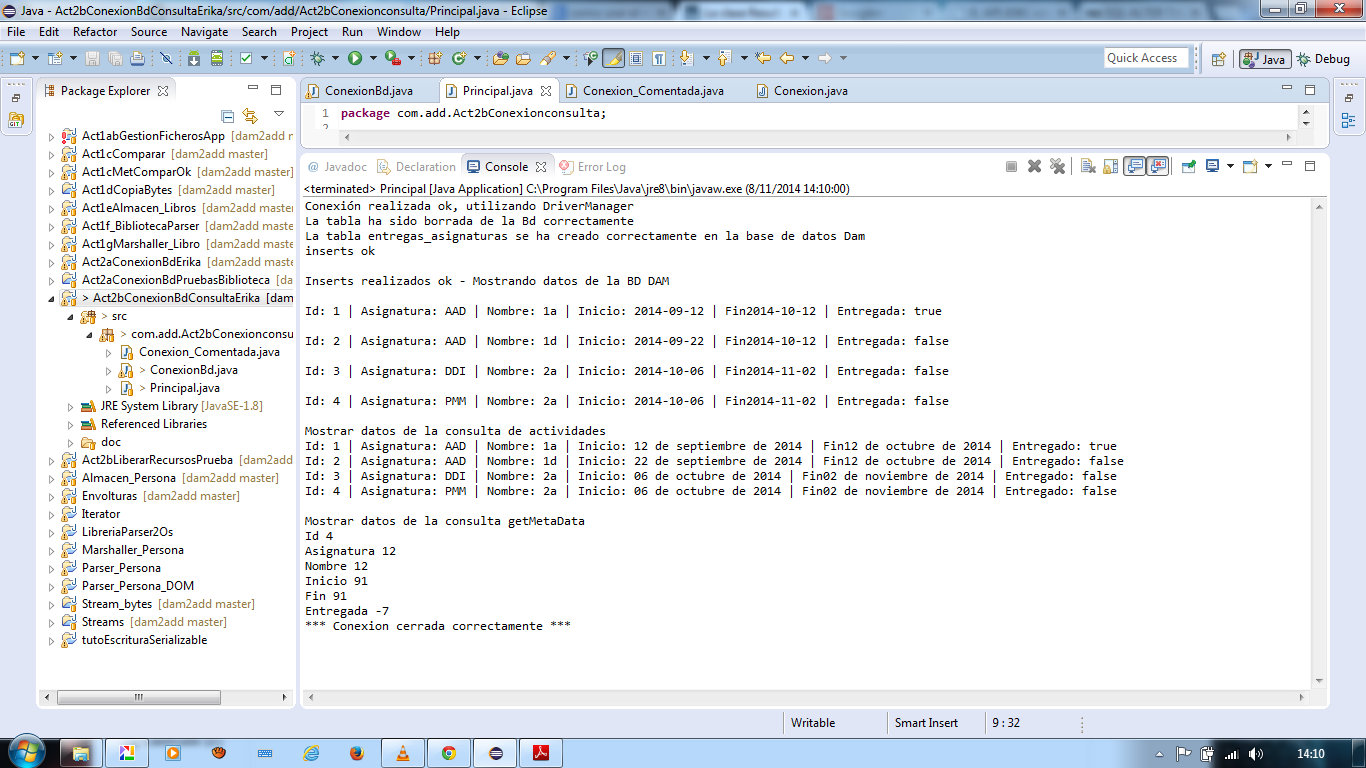 Java - Act2bConexionBdConsultaErika/src/com/add/Act2bConexionconsulta/Principal.java - Eclipse
File Edit Refactor Source Navigate Search Project Run Window Help
Quick Access
Java
Debug
Package Explorer
ConexionBd.java
Principal.java
Conexion_Comentada.java
Conexion.java
1 package com.add.Act2bConexionconsulta;
Act1abGestionFicherosApp [dam2add r
Act1cComparar [dam2add master]
Act1cMetComparOk [dam2add master]
Act1dCopiaBytes [dam2add master]
Act1eAlmacen_Libros [dam2add master
Act1f_BibliotecaParser [dam2add maste
Act1gMarshaller_Libro [dam2add maste
Act2aConexionBdErika [dam2add maste
Act2aConexionBdPruebasBiblioteca [da
> Act2bConexionBdConsultaErika [dam
> src
> com.add.Act2bConexionconsu
Conexion_Comentada.java
> ConexionBd.java
> Principal.java
JRE System Library [JavaSE-1.8]
Referenced Libraries
doc
Act2bLiberarRecursosPrueba [dam2add
Almacen_Persona [dam2add master]
Envolturas [dam2add master]
Iterator
LibreriaParser2Os
Marshaller_Persona
Parser_Persona
Parser_Persona_DOM
Stream_bytes [dam2add master]
Streams [dam2add master]
tutoEscrituraSerializable
@ Javadoc
Declaration
Console
Error Log
<terminated> Principal [Java Application] C:\Program Files\Java\jre8\bin\javaw.exe (8/11/2014 14:10:00)
Conexión realizada ok, utilizando DriverManager
La tabla ha sido borrada de la Bd correctamente
La tabla entregas_asignaturas se ha creado correctamente en la base de datos Dam
inserts ok
Inserts realizados ok - Mostrando datos de la BD DAM
Id: 1 | Asignatura: AAD | Nombre: 1a | Inicio: 2014-09-12 | Fin2014-10-12 | Entregada: true
Id: 2 | Asignatura: AAD | Nombre: 1d | Inicio: 2014-09-22 | Fin2014-10-12 | Entregada: false
Id: 3 | Asignatura: DDI | Nombre: 2a | Inicio: 2014-10-06 | Fin2014-11-02 | Entregada: false
Id: 4 | Asignatura: PMM | Nombre: 2a | Inicio: 2014-10-06 | Fin2014-11-02 | Entregada: false
Mostrar datos de la consulta de actividades
Id: 1 | Asignatura: AAD | Nombre: 1a | Inicio: 12 de septiembre de 2014 | Fin12 de octubre de 2014 | Entregado: true
Id: 2 | Asignatura: AAD | Nombre: 1d | Inicio: 22 de septiembre de 2014 | Fin12 de octubre de 2014 | Entregado: false
Id: 3 | Asignatura: DDI | Nombre: 2a | Inicio: 06 de octubre de 2014 | Fin02 de noviembre de 2014 | Entregado: false
Id: 4 | Asignatura: PMM | Nombre: 2a | Inicio: 06 de octubre de 2014 | Fin02 de noviembre de 2014 | Entregado: false
Mostrar datos de la consulta getMetaData
Id 4
Asignatura 12
Nombre 12
Inicio 91
Fin 91
Entregada -7
*** Conexion cerrada correctamente ***
Writable
Smart Insert
9 : 32
14:10